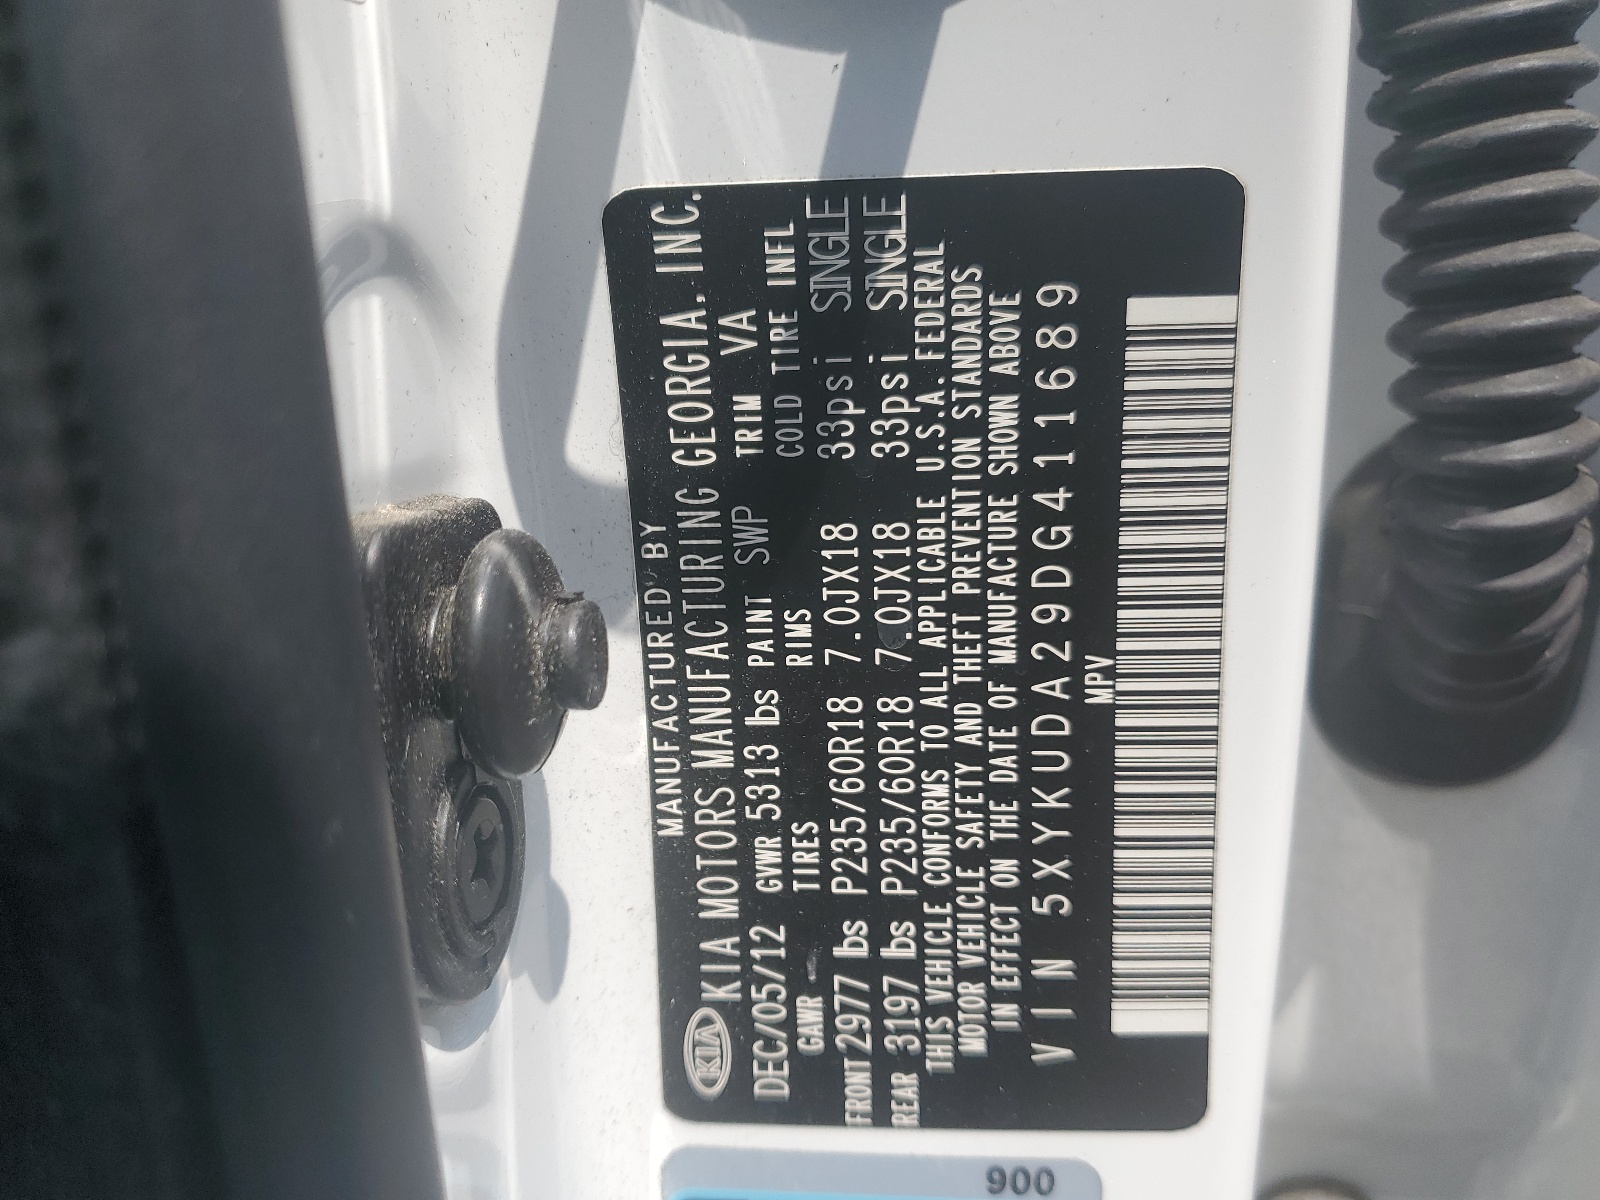 MANUFACTURED BY
KIA KIA MOTORS MANUFACTURING GEORGIA, INC.
DEC/05/12 GVWR 5313 lbs PAINT SWP TRIM VA
GAWR TIRES RIMS COLD TIRE INFL
FRONT 2977 lbs P235/60R18 7.0JX18 33psi SINGLE
REAR 3197 lbs P235/60R18 7.0JX18 33psi SINGLE
THIS VEHICLE CONFORMS TO ALL APPLICABLE U.S.A. FEDERAL
MOTOR VEHICLE SAFETY AND THEFT PREVENTION STANDARDS
IN EFFECT ON THE DATE OF MANUFACTURE SHOWN ABOVE
VIN 5XYKUDA29DG411689
MPV
900